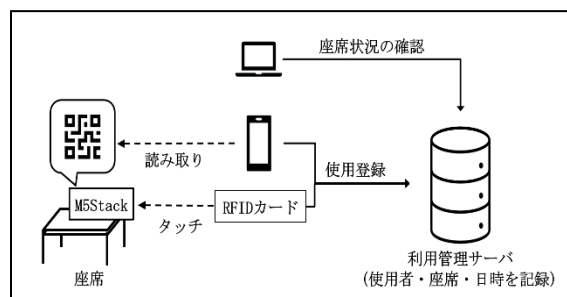 座席状況の確認
読み取り
使用登録
M5Stack
RFIDカード
タッチ
座席
利用管理サーバ
(使用者・座席・日時を記録)